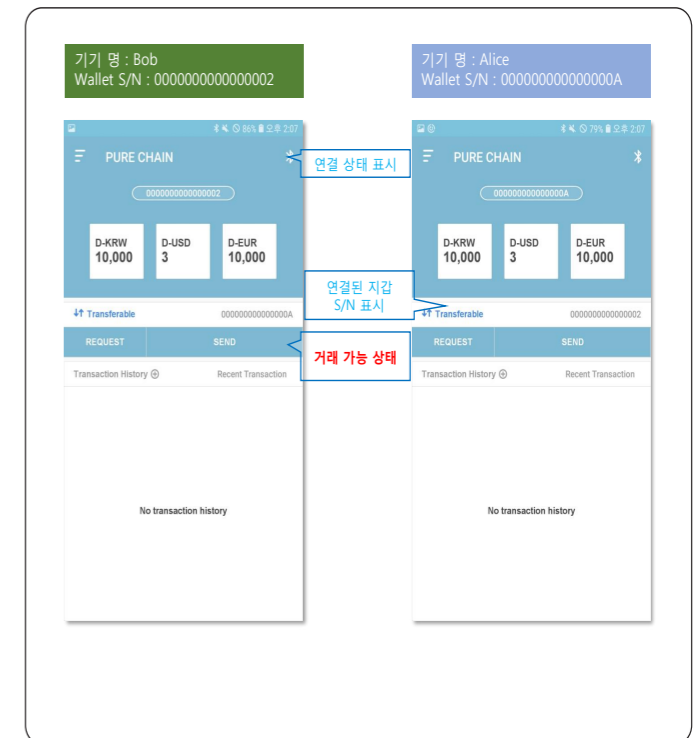 기기 명 : Bob
Wallet S/N : 0000000000000002
86% 오후 2:07
PURE CHAIN
0000000000000002
D-KRW
10,000
D-USD
3
D-EUR
10,000
Transferable
000000000000000A
REQUEST
SEND
Transaction History
Recent Transaction
No transaction history
연결 상태 표시
연결된 지갑
S/N 표시
거래 가능 상태
기기 명 : Alice
Wallet S/N : 000000000000000A
79% 오후 2:07
PURE CHAIN
000000000000000A
D-KRW
10,000
D-USD
3
D-EUR
10,000
Transferable
0000000000000002
REQUEST
SEND
Transaction History
Recent Transaction
No transaction history